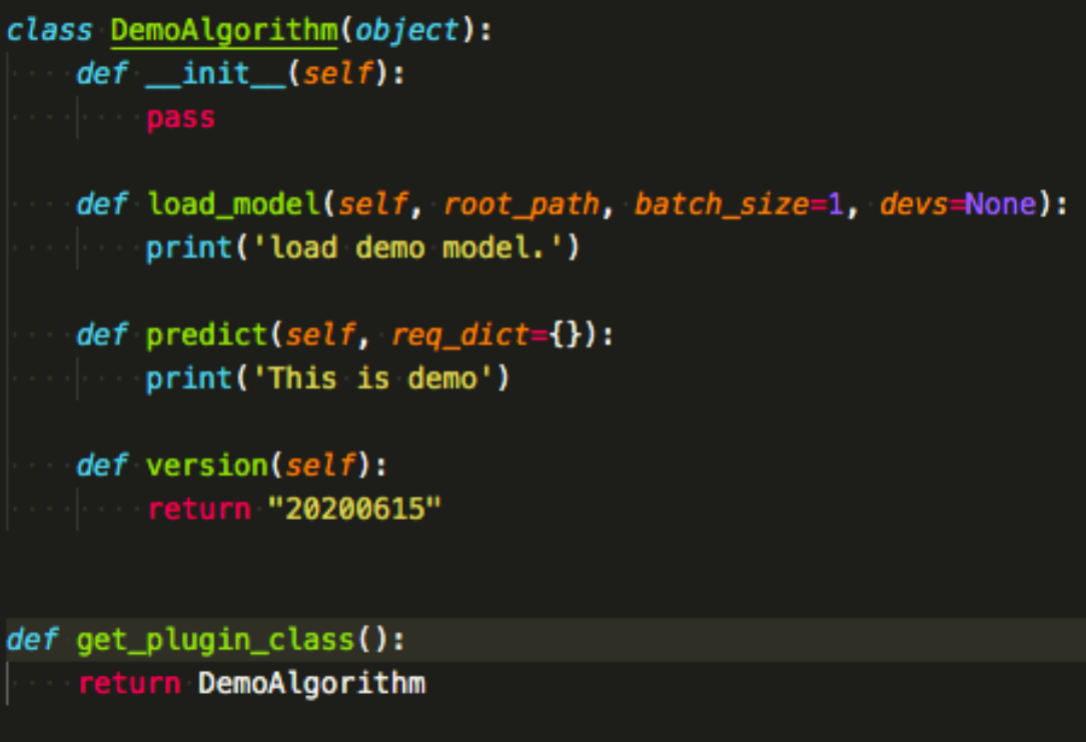 class DemoAlgorithm(object):
    def __init__(self):
        pass

    def load_model(self, root_path, batch_size=1, devs=None):
        print('load demo model.')

    def predict(self, req_dict={}):
        print('This is demo')

    def version(self):
        return "20200615"


def get_plugin_class():
    return DemoAlgorithm